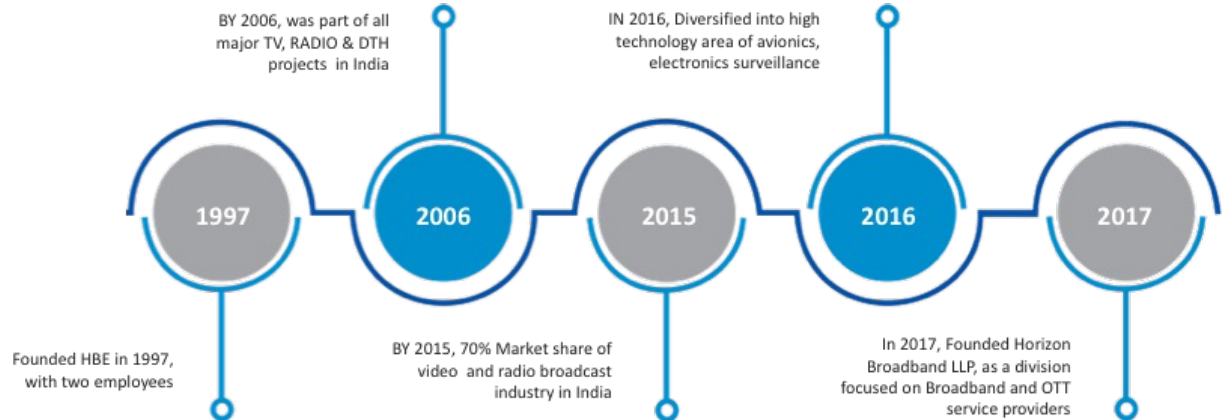 BY 2006, was part of all
major TV, RADIO & DTH
projects in India
IN 2016, Diversified into high
technology area of avionics,
electronics surveillance
1997
2006
2015
2016
2017
Founded HBE in 1997,
with two employees
BY 2015, 70% Market share of
video and radio broadcast
industry in India
In 2017, Founded Horizon
Broadband LLP, as a division
focused on Broadband and OTT
service providers